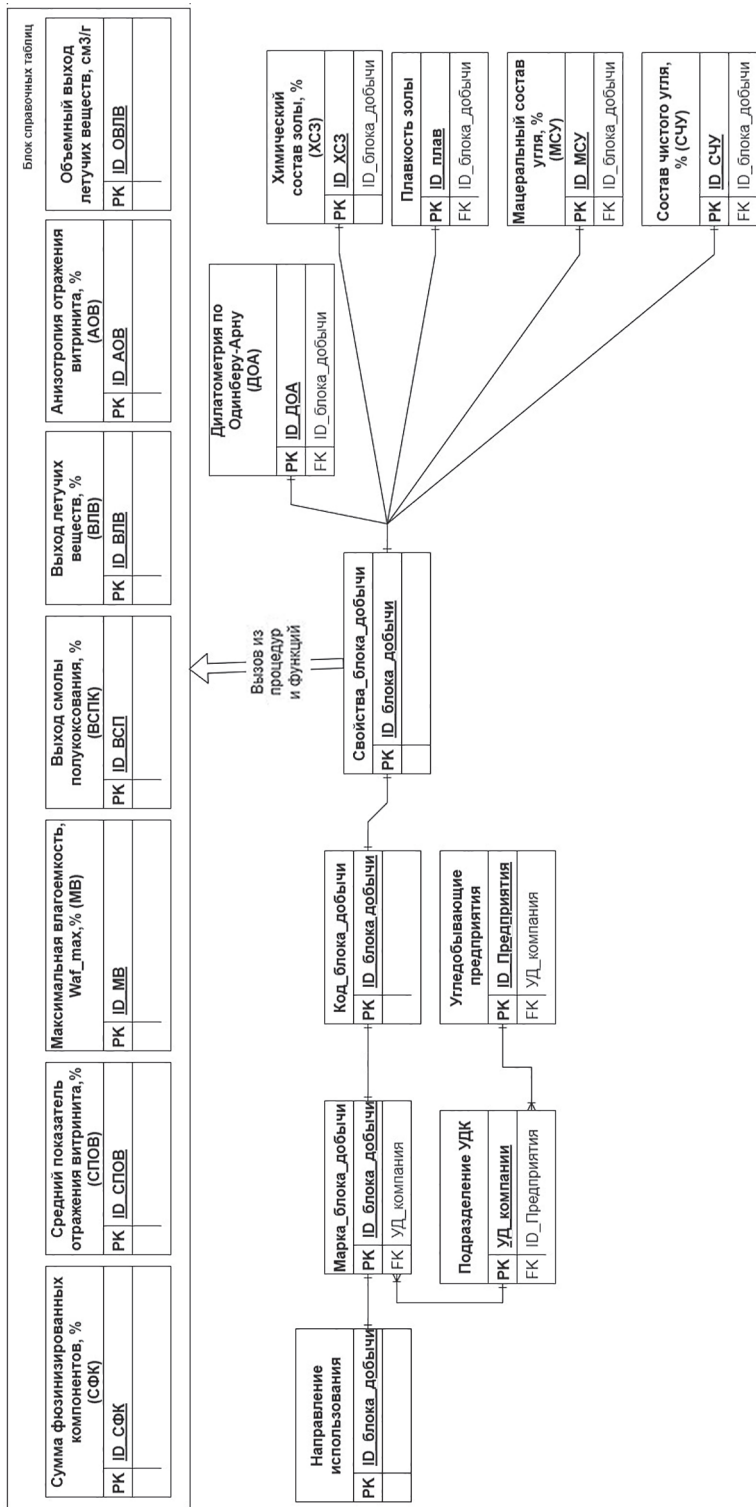 Блок справочных таблиц
Сумма фюзинизированных
компонентов, %
(СФК)
PK ID_СФК
Средний показатель
отражения витринита,%
(СПОВ)
PK ID_СПОВ
Максимальная влагоемкость,
Waf_max,% (МВ)
PK ID_МВ
Выход смолы
полукоксования, %
(ВСПК)
PK ID_ВСП
Выход летучих
веществ, %
(ВЛВ)
PK ID_ВЛВ
Анизотропия отражения
витринита, %
(АОВ)
PK ID_АОВ
Объемный выход
летучих веществ, см3/г
PK ID_ОВЛВ
Вызов из
процедур
и функций
Направление
использования
PK ID_блока_добычи
Марка_блока_добычи
PK ID_блока_добычи
FK УД_компания
Код_блока_добычи
PK ID_блока добычи
Свойства_блока_добычи
PK ID_блока_добычи
Подразделение УДК
PK УД_компании
FK ID_Предприятия
Угледобывающие
предприятия
PK ID_Предприятия
FK УД_компания
Дилатометрия по
Одинберу-Арну
(ДОА)
PK ID_ДОА
FK ID_блока_добычи
Химический
состав золы, %
(ХСЗ)
PK ID_ХСЗ
ID_блока_добычи
Плавкость золы
PK ID_плав
FK ID_блока_добычи
Мацеральный состав
угля, %
(МСУ)
PK ID_МСУ
FK ID_блока_добычи
Состав чистого угля,
% (СЧУ)
PK ID_СЧУ
FK ID_блока_добычи